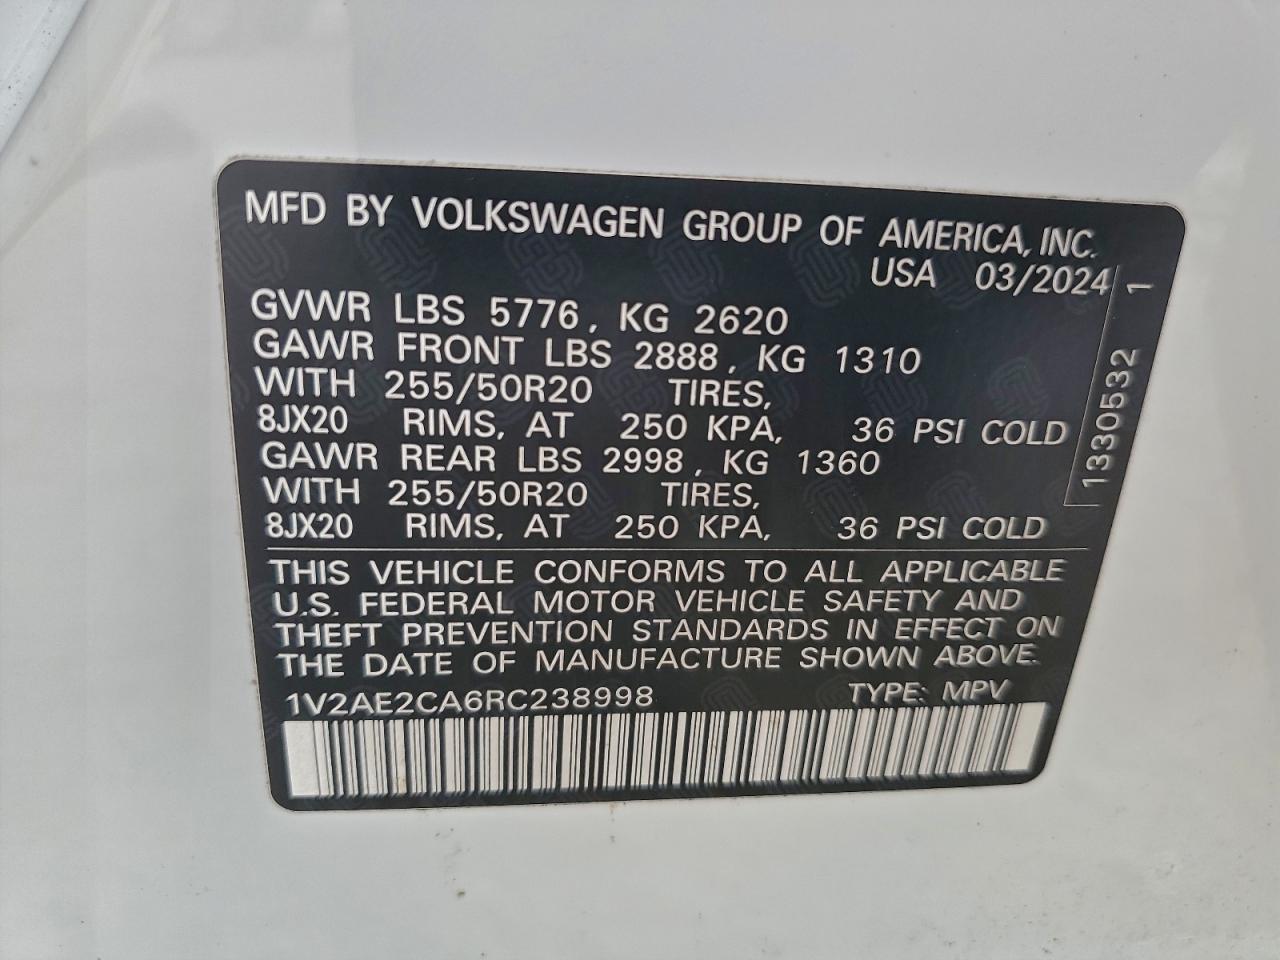 MFD BY VOLKSWAGEN GROUP OF AMERICA, INC.
USA 03/2024
GVWR LBS 5776, KG 2620
GAWR FRONT LBS 2888, KG 1310
WITH 255/50R20 TIRES,
8JX20 RIMS, AT 250 KPA, 36 PSI COLD
GAWR REAR LBS 2998, KG 1360
WITH 255/50R20 TIRES,
8JX20 RIMS, AT 250 KPA, 36 PSI COLD
1330532 1
THIS VEHICLE CONFORMS TO ALL APPLICABLE
U.S. FEDERAL MOTOR VEHICLE SAFETY AND
THEFT PREVENTION STANDARDS IN EFFECT ON
THE DATE OF MANUFACTURE SHOWN ABOVE.
1V2AE2CA6RC238998 TYPE: MPV